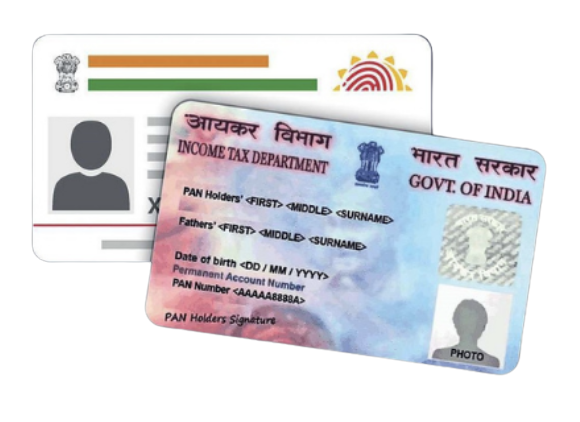 आयकर विभाग
INCOME TAX DEPARTMENT
भारत सरकार
GOVT. OF INDIA
PAN Holders' <FIRST> <MIDDLE> <SURNAME>
Fathers' <FIRST> <MIDDLE> <SURNAME>
Date of birth <DD / MM / YYYY>
Permanent Account Number
PAN Number <AAAAA8888A>
PAN Holders Signature
PHOTO
X